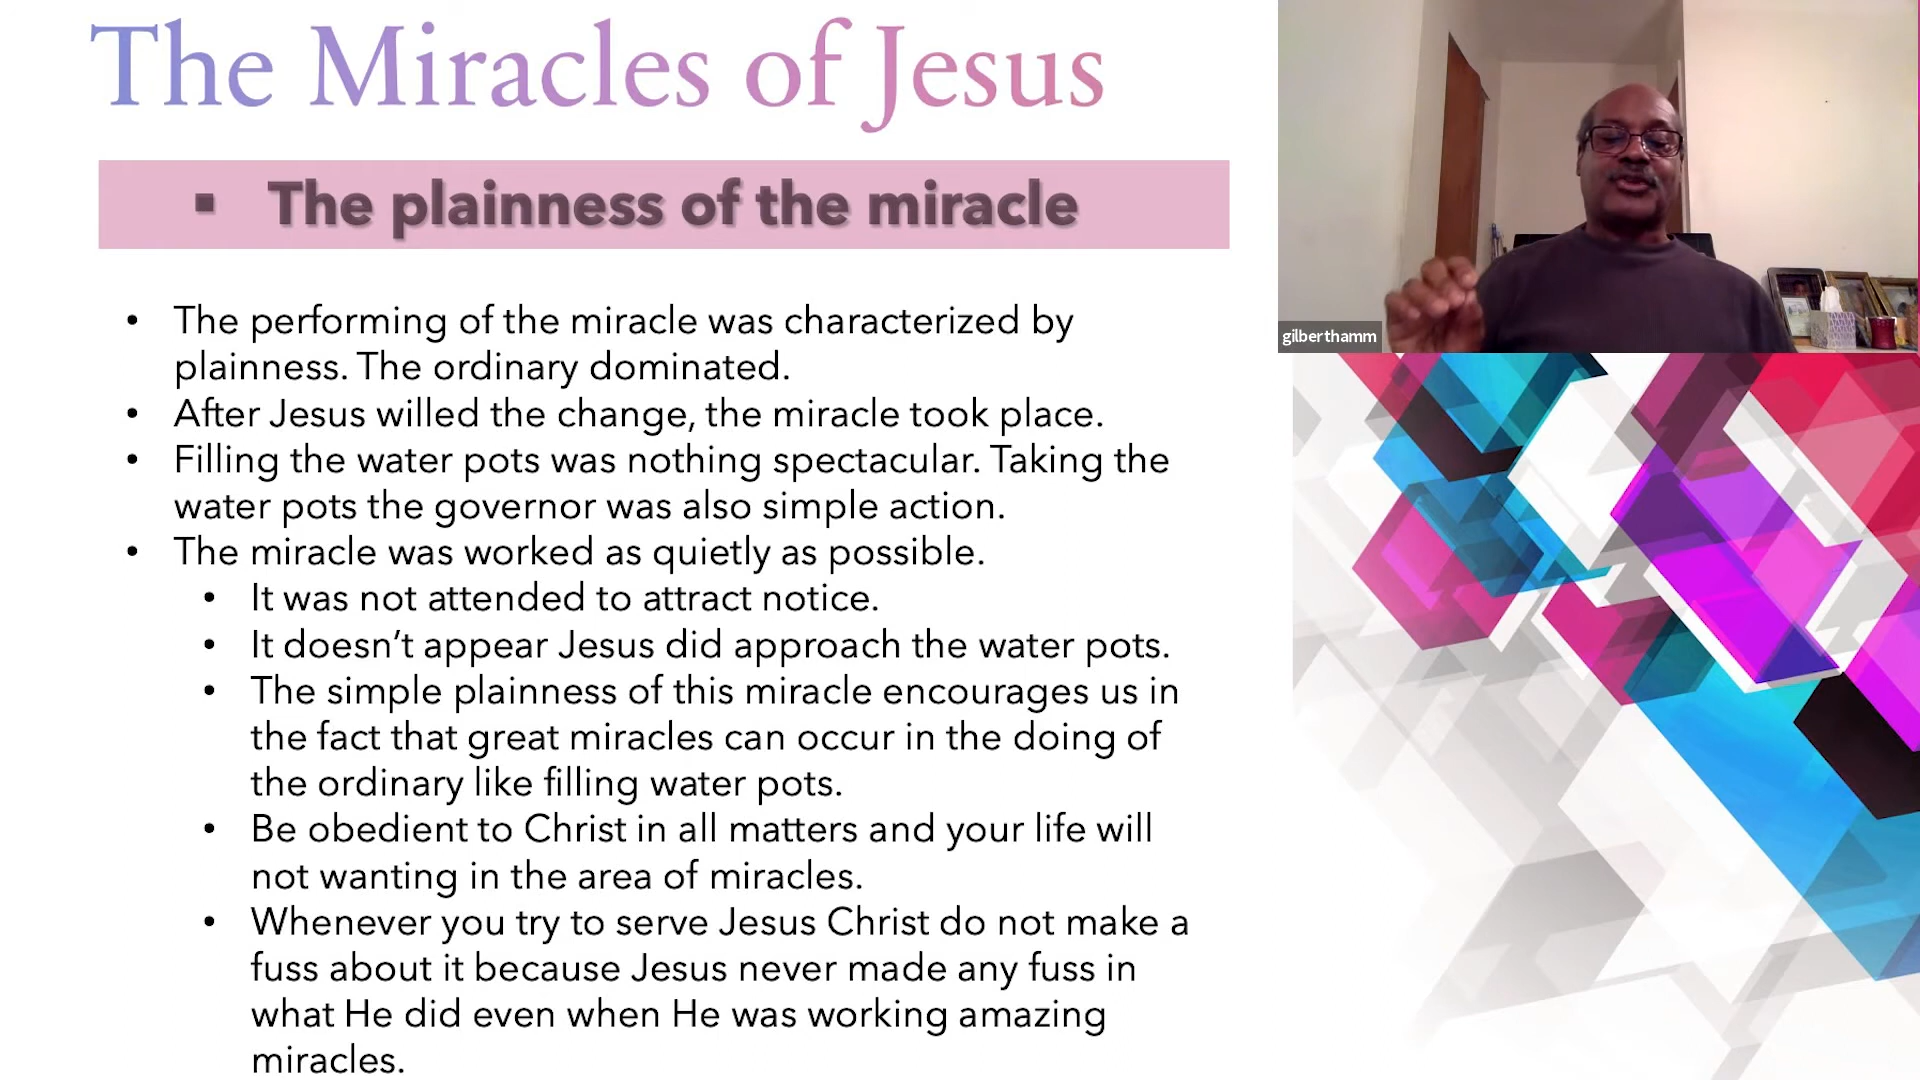 The Miracles of Jesus
▪ The plainness of the miracle
• The performing of the miracle was characterized by
plainness. The ordinary dominated.
• After Jesus willed the change, the miracle took place.
• Filling the water pots was nothing spectacular. Taking the
water pots the governor was also simple action.
• The miracle was worked as quietly as possible.
• It was not attended to attract notice.
• It doesn’t appear Jesus did approach the water pots.
• The simple plainness of this miracle encourages us in
the fact that great miracles can occur in the doing of
the ordinary like filling water pots.
• Be obedient to Christ in all matters and your life will
not wanting in the area of miracles.
• Whenever you try to serve Jesus Christ do not make a
fuss about it because Jesus never made any fuss in
what He did even when He was working amazing
miracles.
gilberthamm